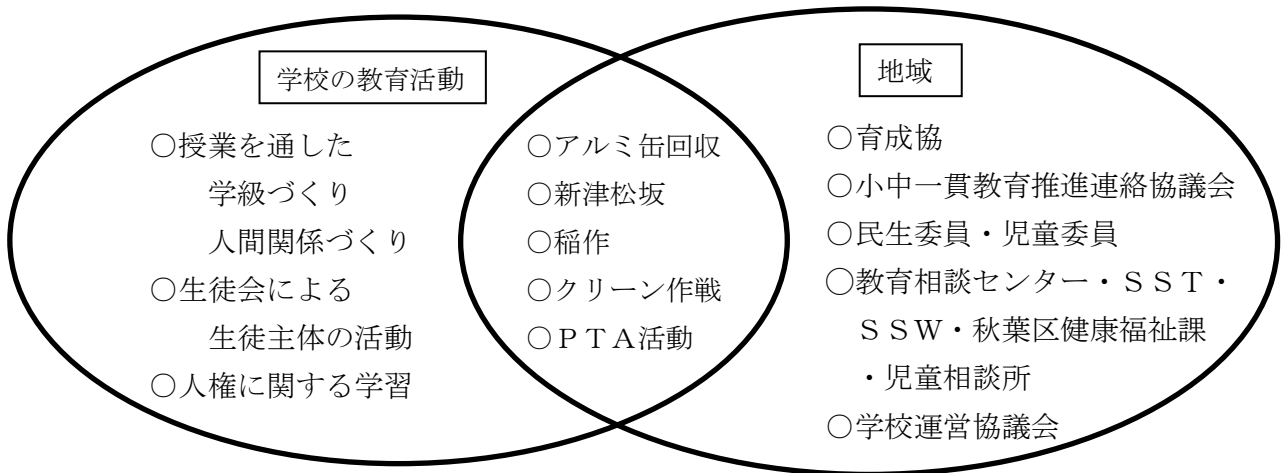 学校の教育活動
○授業を通した
学級づくり
人間関係づくり
○生徒会による
生徒主体の活動
○人権に関する学習
○アルミ缶回収
○新津松坂
○稲作
○クリーン作戦
○ＰＴＡ活動
地域
○育成協
○小中一貫教育推進連絡協議会
○民生委員・児童委員
○教育相談センター・ＳＳＴ・
ＳＳＷ・秋葉区健康福祉課
・児童相談所
○学校運営協議会